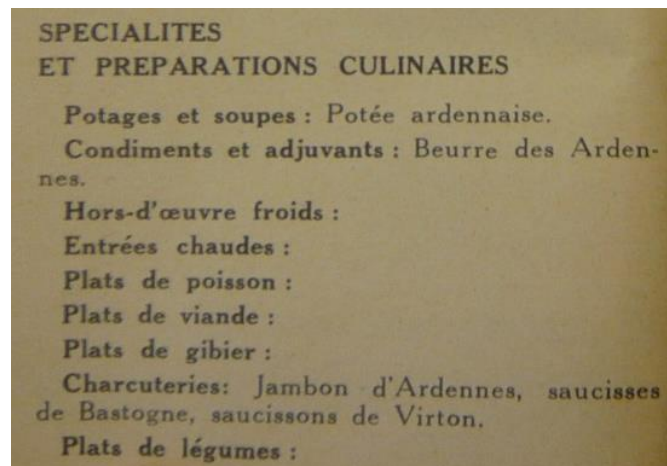 SPECIALITES
ET PREPARATIONS CULINAIRES
Potages et soupes : Potée ardennaise.
Condiments et adjuvants : Beurre des Arden-
nes.
Hors-d'œuvre froids :
Entrées chaudes :
Plats de poisson :
Plats de viande :
Plats de gibier :
Charcuteries: Jambon d'Ardennes, saucisses
de Bastogne, saucissons de Virton.
Plats de légumes :